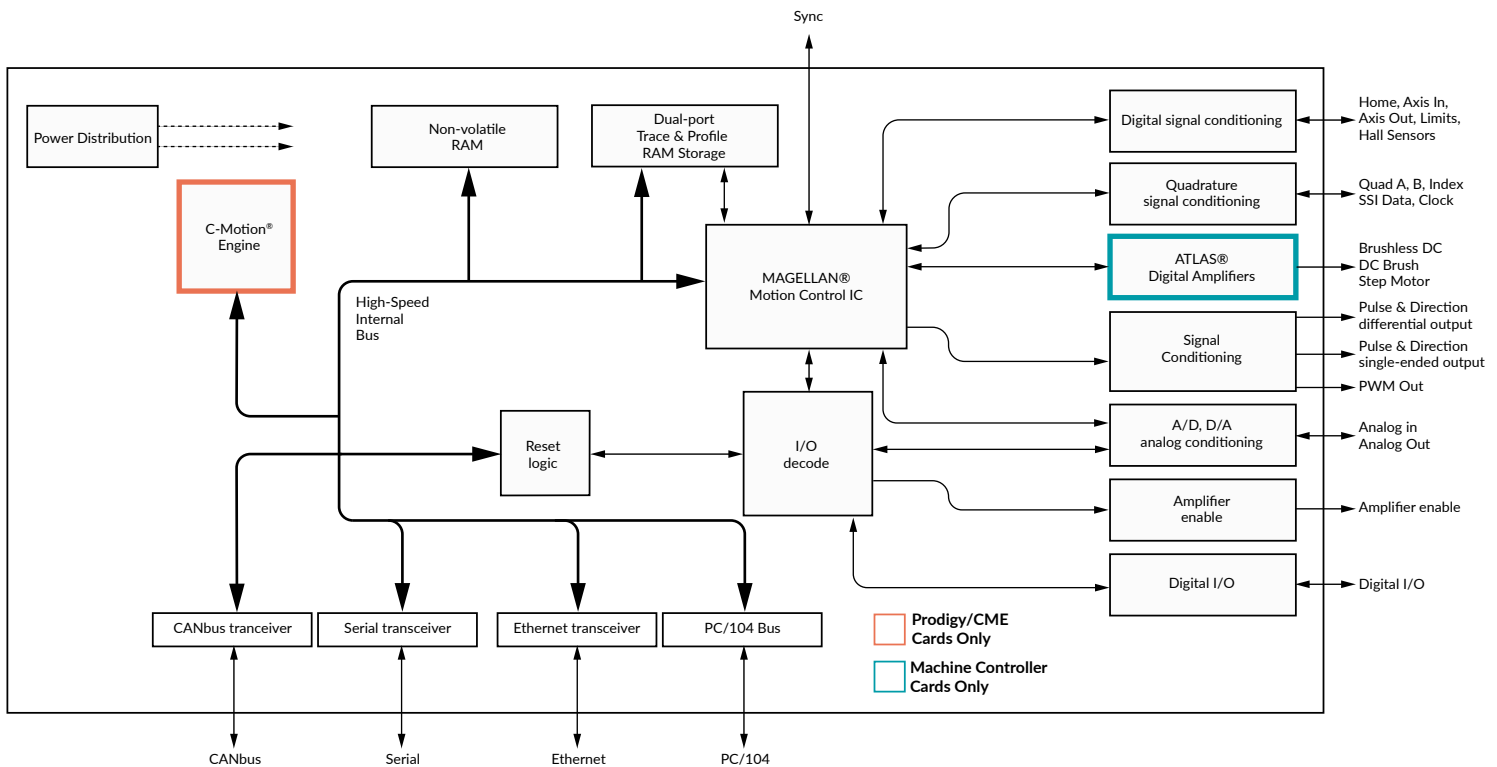 Sync
Power Distribution
Non-volatile
RAM
Dual-port
Trace & Profile
RAM Storage
Digital signal conditioning
Home, Axis In,
Axis Out, Limits,
Hall Sensors
C-Motion®
Engine
Quadrature
signal conditioning
Quad A, B, Index
SSI Data, Clock
High-Speed
Internal
Bus
MAGELLAN®
Motion Control IC
ATLAS®
Digital Amplifiers
Brushless DC
DC Brush
Step Motor
Signal
Conditioning
Pulse & Direction
differential output
Pulse & Direction
single-ended output
PWM Out
Reset
logic
I/O
decode
A/D, D/A
analog conditioning
Analog in
Analog Out
Amplifier
enable
Amplifier enable
Digital I/O
Digital I/O
CANbus tranceiver
Serial transceiver
Ethernet transceiver
PC/104 Bus
Prodigy/CME
Cards Only
Machine Controller
Cards Only
CANbus
Serial
Ethernet
PC/104